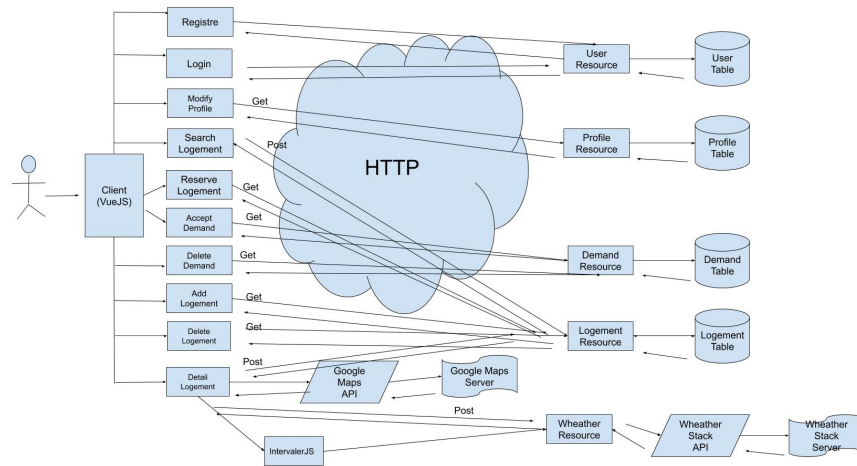 Registre
Login
Modify
Profile
Search
Logement
Reserve
Logement
Accept
Demand
Delete
Demand
Add
Logement
Delete
Logement
Detail
Logement
Client
(VueJS)
Get
Post
Get
Get
Get
Get
Get
Post
HTTP
User
Resource
User
Table
Profile
Resource
Profile
Table
Demand
Resource
Demand
Table
Logement
Resource
Logement
Table
Google
Maps
API
Google Maps
Server
Post
IntervalerJS
Wheather
Resource
Wheather
Stack
API
Wheather
Stack
Server